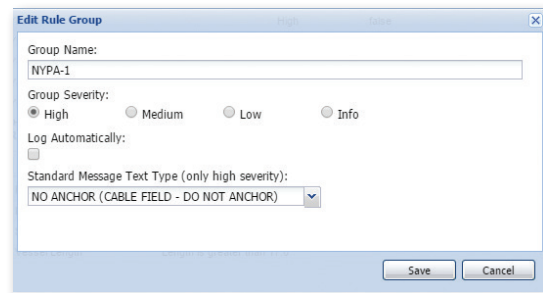 Edit Rule Group
Group Name:
NYPA-1
Group Severity:
High Medium Low Info
Log Automatically:
Standard Message Text Type (only high severity):
NO ANCHOR (CABLE FIELD - DO NOT ANCHOR)
Save Cancel